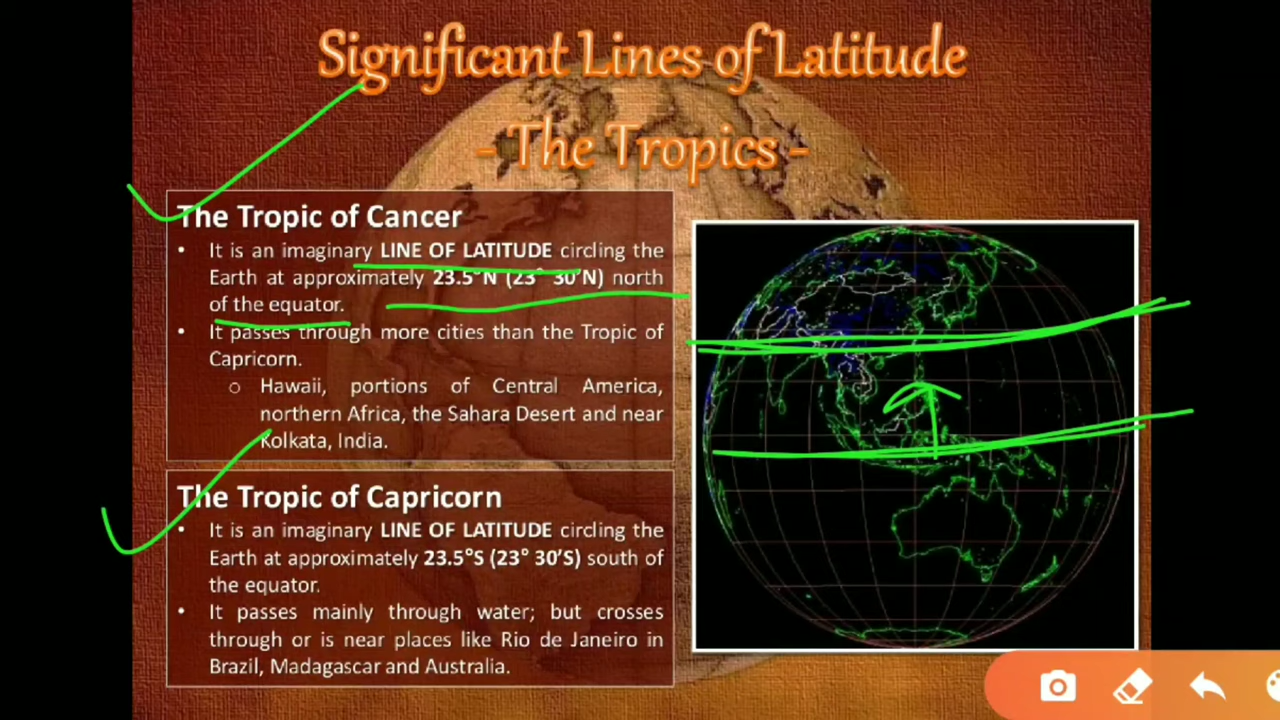 Significant Lines of Latitude
- The Tropics -
The Tropic of Cancer
• It is an imaginary LINE OF LATITUDE circling the
Earth at approximately 23.5°N (23° 30’N) north
of the equator.
• It passes through more cities than the Tropic of
Capricorn.
o Hawaii, portions of Central America,
northern Africa, the Sahara Desert and near
Kolkata, India.
The Tropic of Capricorn
• It is an imaginary LINE OF LATITUDE circling the
Earth at approximately 23.5°S (23° 30’S) south of
the equator.
• It passes mainly through water; but crosses
through or is near places like Rio de Janeiro in
Brazil, Madagascar and Australia.